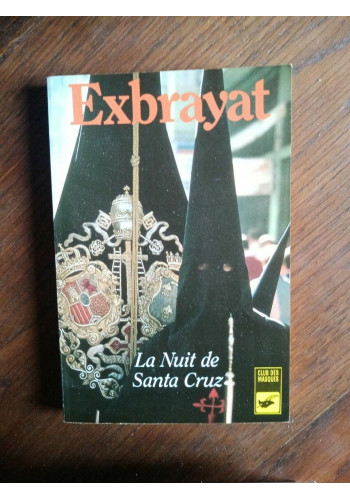 Exbrayat
La Nuit de
Santa Cruz
CLUB DES
MASQUES